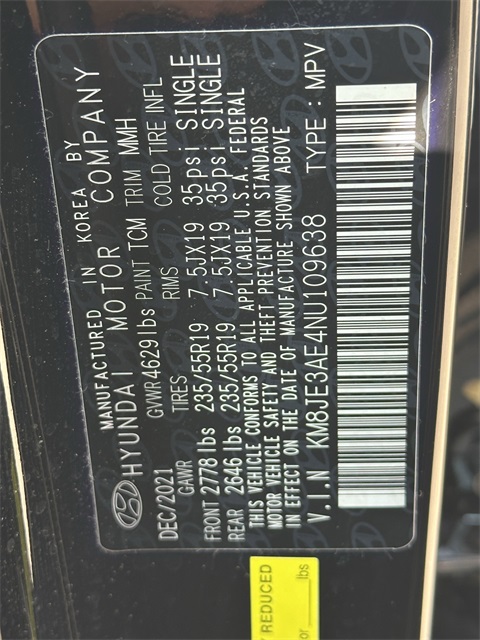 MANUFACTURED IN KOREA BY
HYUNDAI MOTOR COMPANY
DEC/2021 GVWR 4629 lbs PAINT TCM TRIM MMH
GAWR TIRES RIMS COLD TIRE INFL
FRONT 2778 lbs 235/55R19 7.5JX19 35psi SINGLE
REAR 2646 lbs 235/55R19 7.5JX19 35psi SINGLE
THIS VEHICLE CONFORMS TO ALL APPLICABLE U.S.A. FEDERAL
MOTOR VEHICLE SAFETY AND THEFT PREVENTION STANDARDS
IN EFFECT ON THE DATE OF MANUFACTURE SHOWN ABOVE
V.I.N KM8JE3AE4NU109638 TYPE : MPV
REDUCED
or lbs